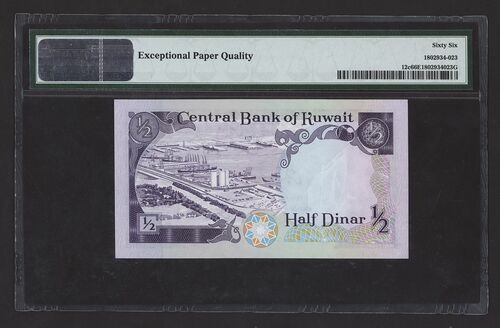 Sixty Six
Exceptional Paper Quality
1802934-023
12c66E1802934023G
1/2 Central Bank of Kuwait
1/2 Half Dinar 1/2